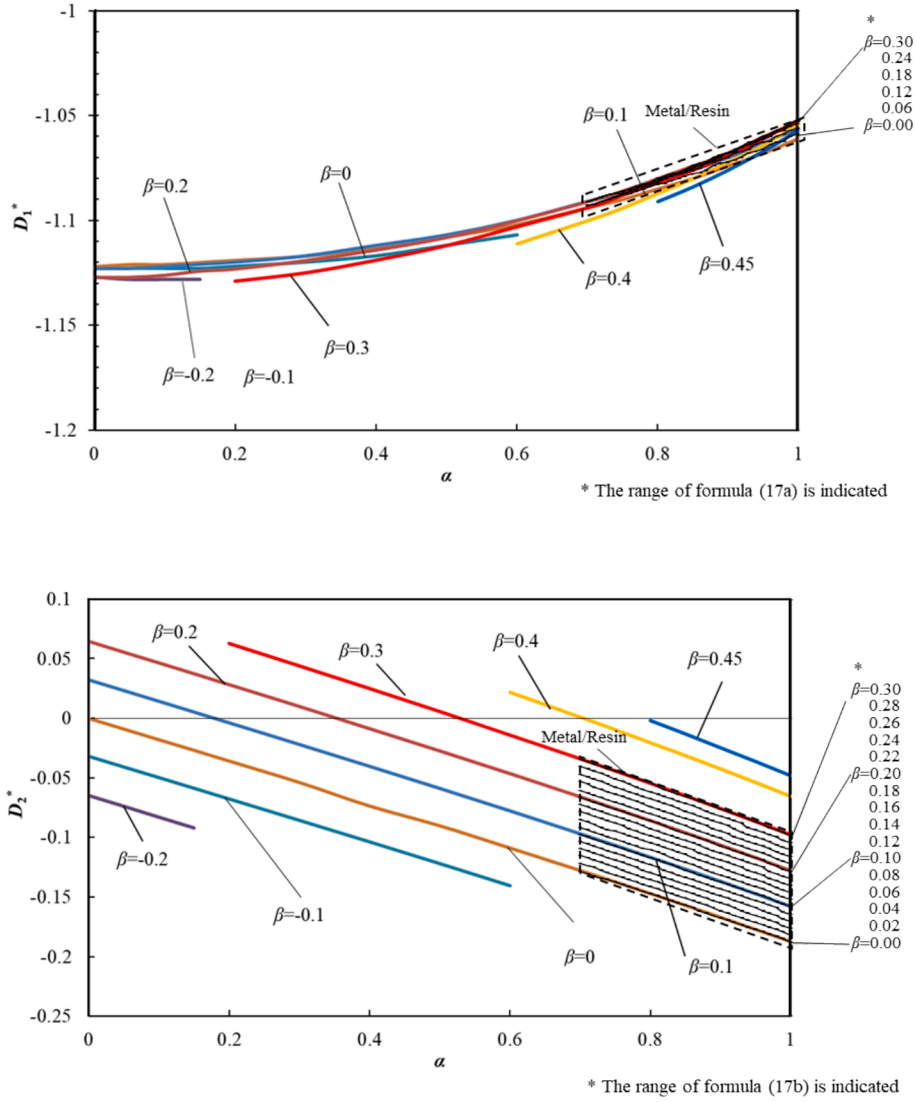 -1
-1.05
-1.1
-1.15
-1.2
D₁*
β=0.2
β=0
β=0.1
Metal/Resin
*
β=0.30
0.24
0.18
0.12
0.06
β=0.00
β=0.45
β=0.4
β=0.3
β=-0.2
β=-0.1
0
0.2
0.4
0.6
0.8
1
α
* The range of formula (17a) is indicated
0.1
0.05
0
-0.05
-0.1
-0.15
-0.2
-0.25
D₂*
β=0.2
β=0.3
β=0.4
β=0.45
Metal/Resin
*
β=0.30
0.28
0.26
0.24
0.22
β=0.20
0.18
0.16
0.14
0.12
β=0.10
0.08
0.06
0.04
0.02
β=0.00
β=-0.2
β=-0.1
β=0
β=0.1
0
0.2
0.4
0.6
0.8
1
α
* The range of formula (17b) is indicated